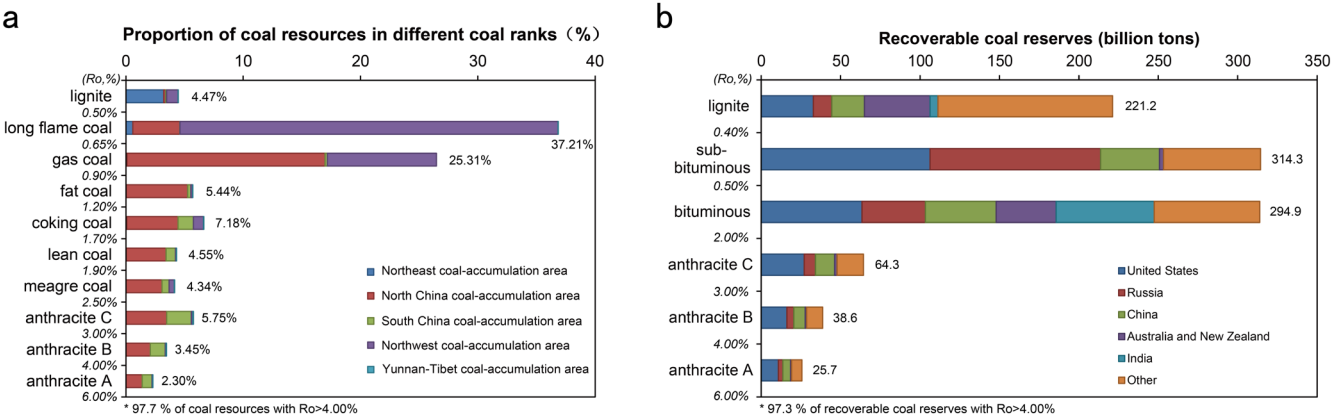 a
Proportion of coal resources in different coal ranks（%）
0 10 20 30 40
(Ro,%)
lignite 4.47%
0.50%
long flame coal
0.65% 37.21%
gas coal 25.31%
0.90%
fat coal 5.44%
1.20%
coking coal 7.18%
1.70%
lean coal 4.55%
1.90%
meagre coal 4.34%
2.50%
anthracite C 5.75%
3.00%
anthracite B 3.45%
4.00%
anthracite A 2.30%
6.00%
Northeast coal-accumulation area
North China coal-accumulation area
South China coal-accumulation area
Northwest coal-accumulation area
Yunnan-Tibet coal-accumulation area
* 97.7 % of coal resources with Ro>4.00%
b
Recoverable coal reserves (billion tons)
0 50 100 150 200 250 300 350
(Ro,%)
lignite 221.2
0.40%
sub-
bituminous 314.3
0.50%
bituminous 294.9
2.00%
anthracite C 64.3
3.00%
anthracite B 38.6
4.00%
anthracite A 25.7
6.00%
United States
Russia
China
Australia and New Zealand
India
Other
* 97.3 % of recoverable coal reserves with Ro>4.00%